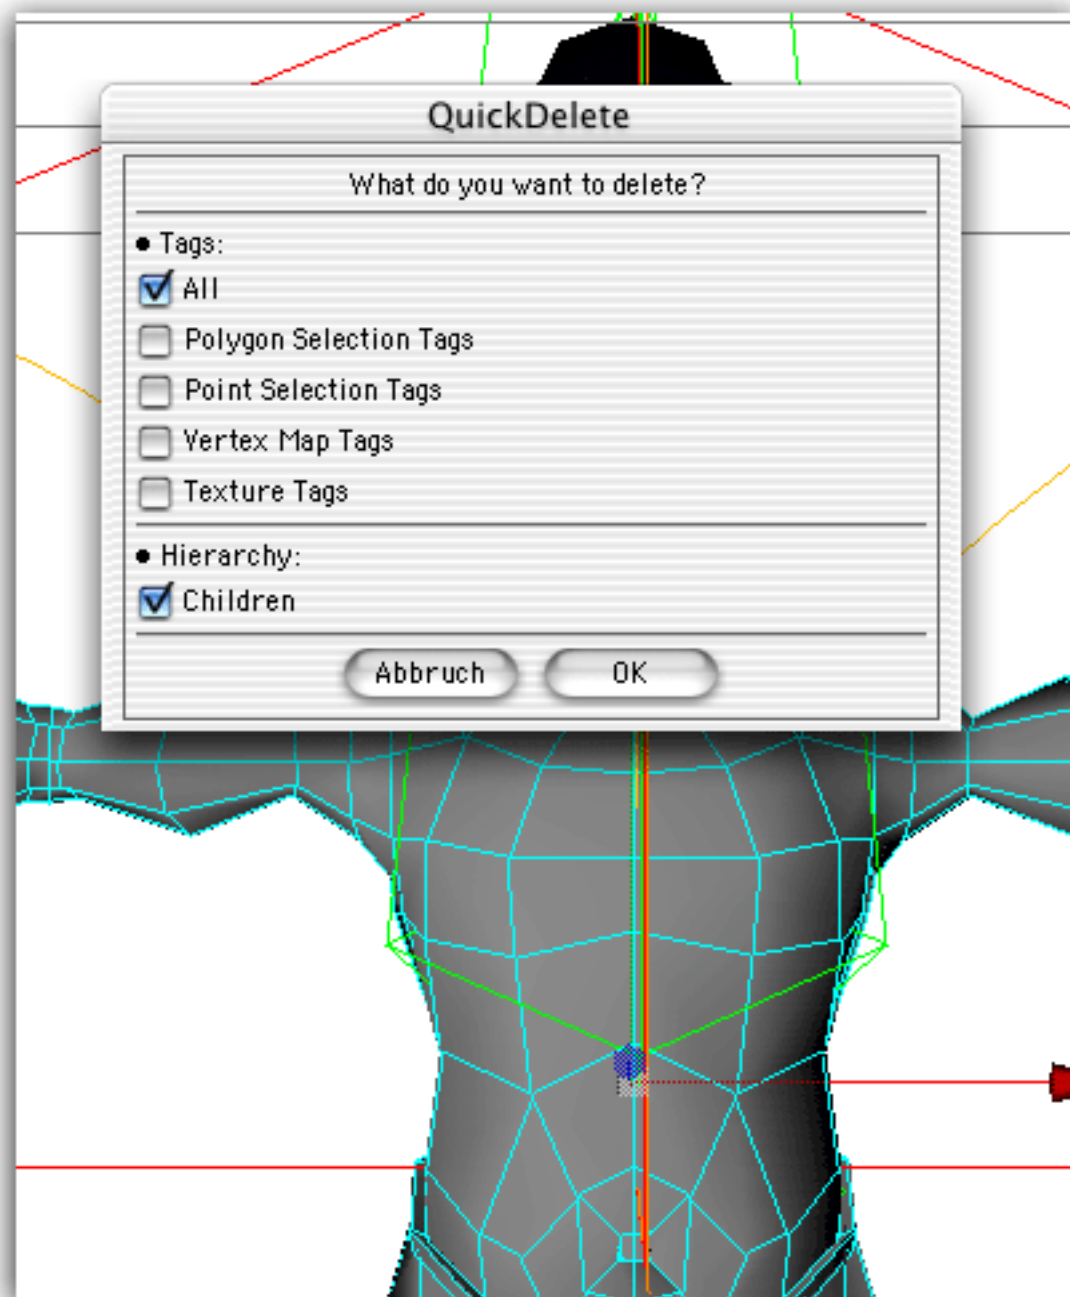 QuickDelete
What do you want to delete?
• Tags:
All
Polygon Selection Tags
Point Selection Tags
Vertex Map Tags
Texture Tags
• Hierarchy:
Children
Abbruch OK